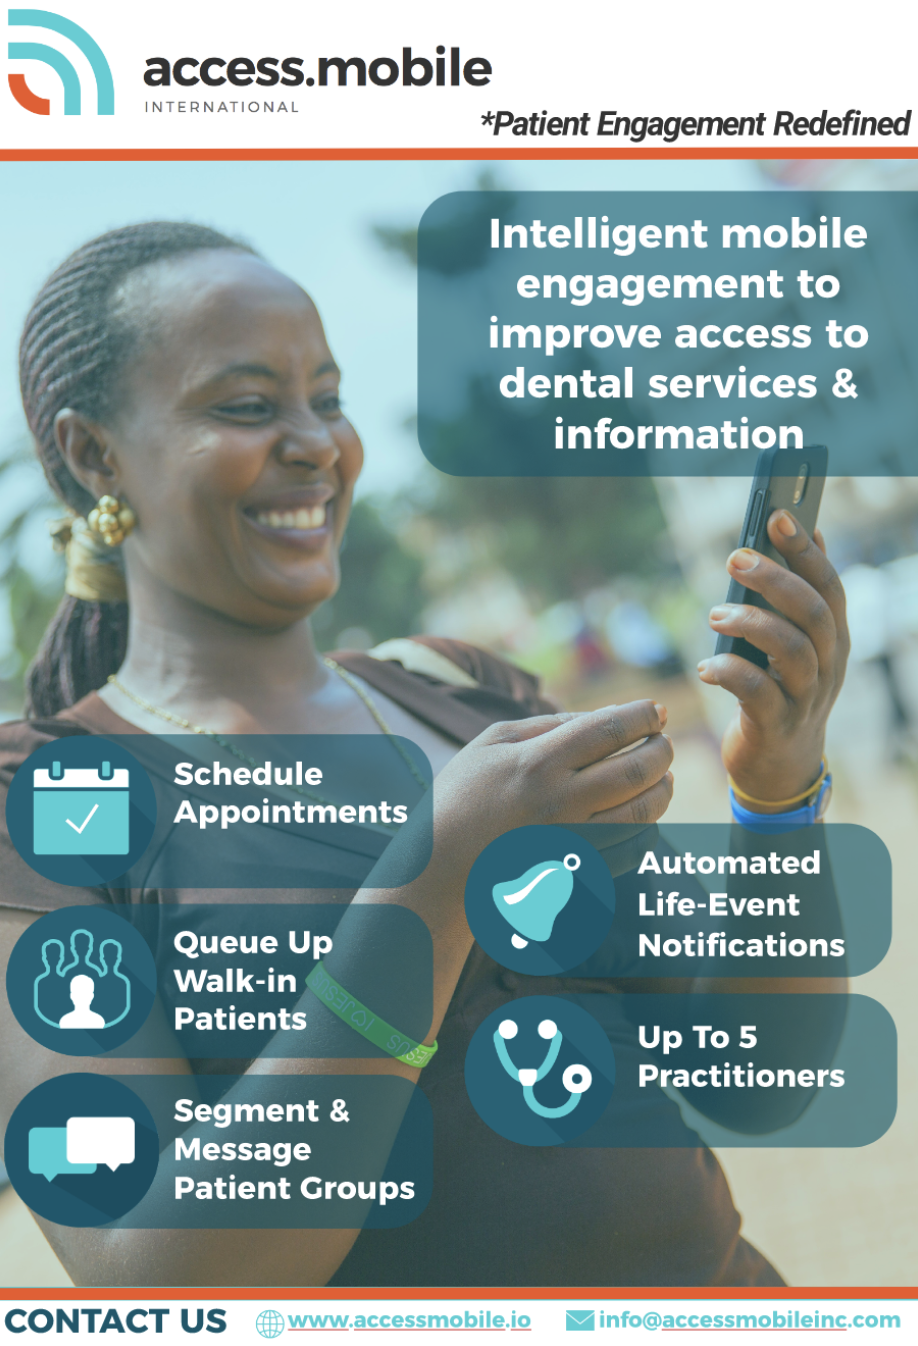 access.mobile
INTERNATIONAL
*Patient Engagement Redefined
Intelligent mobile
engagement to
improve access to
dental services &
information
Schedule
Appointments
Queue Up
Walk-in
Patients
Segment &
Message
Patient Groups
Automated
Life-Event
Notifications
Up To 5
Practitioners
I ♡ JESUS
CONTACT US
www.accessmobile.io
info@accessmobileinc.com